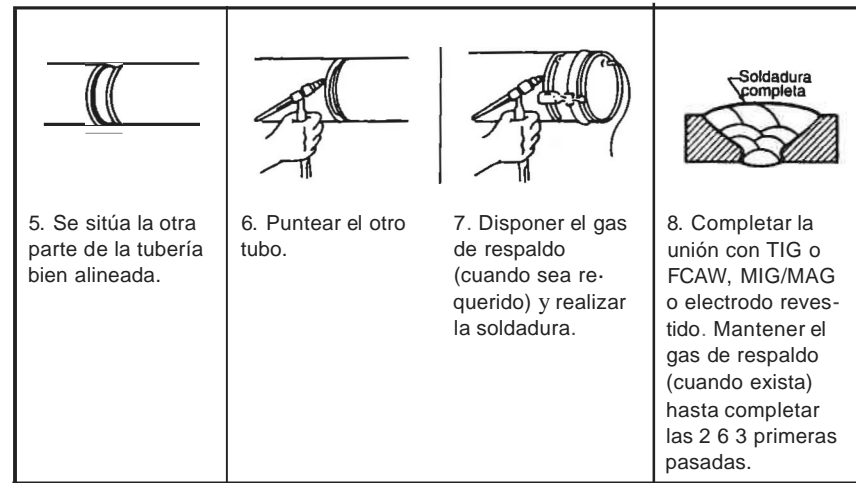 Soldadura
completa
5. Se sitúa la otra
parte de la tubería
bien alineada.
6. Puntear el otro
tubo.
7. Disponer el gas
de respaldo
(cuando sea re·
querido) y realizar
la soldadura.
8. Completar la
unión con TIG o
FCAW, MIG/MAG
o electrodo reves-
tido. Mantener el
gas de respaldo
(cuando exista)
hasta completar
las 2 6 3 primeras
pasadas.